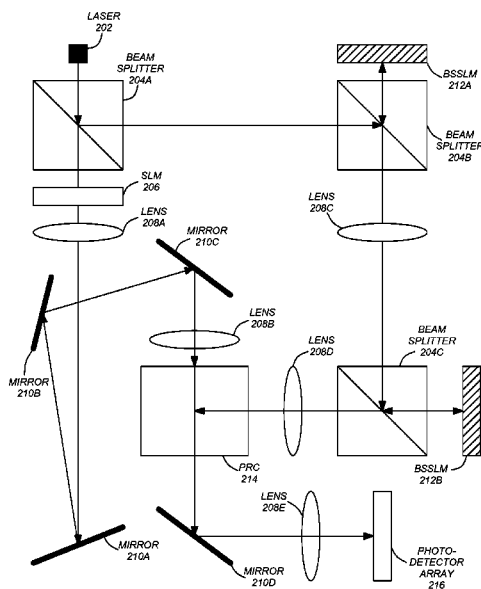 LASER
202
BEAM
SPLITTER
204A
BSSLM
212A
BEAM
SPLITTER
204B
SLM
206
LENS
208A
LENS
208C
MIRROR
210C
LENS
208B
LENS
208D
BEAM
SPLITTER
204C
MIRROR
210B
PRC
214
BSSLM
212B
LENS
208E
MIRROR
210A
MIRROR
210D
PHOTO-
DETECTOR
ARRAY
216